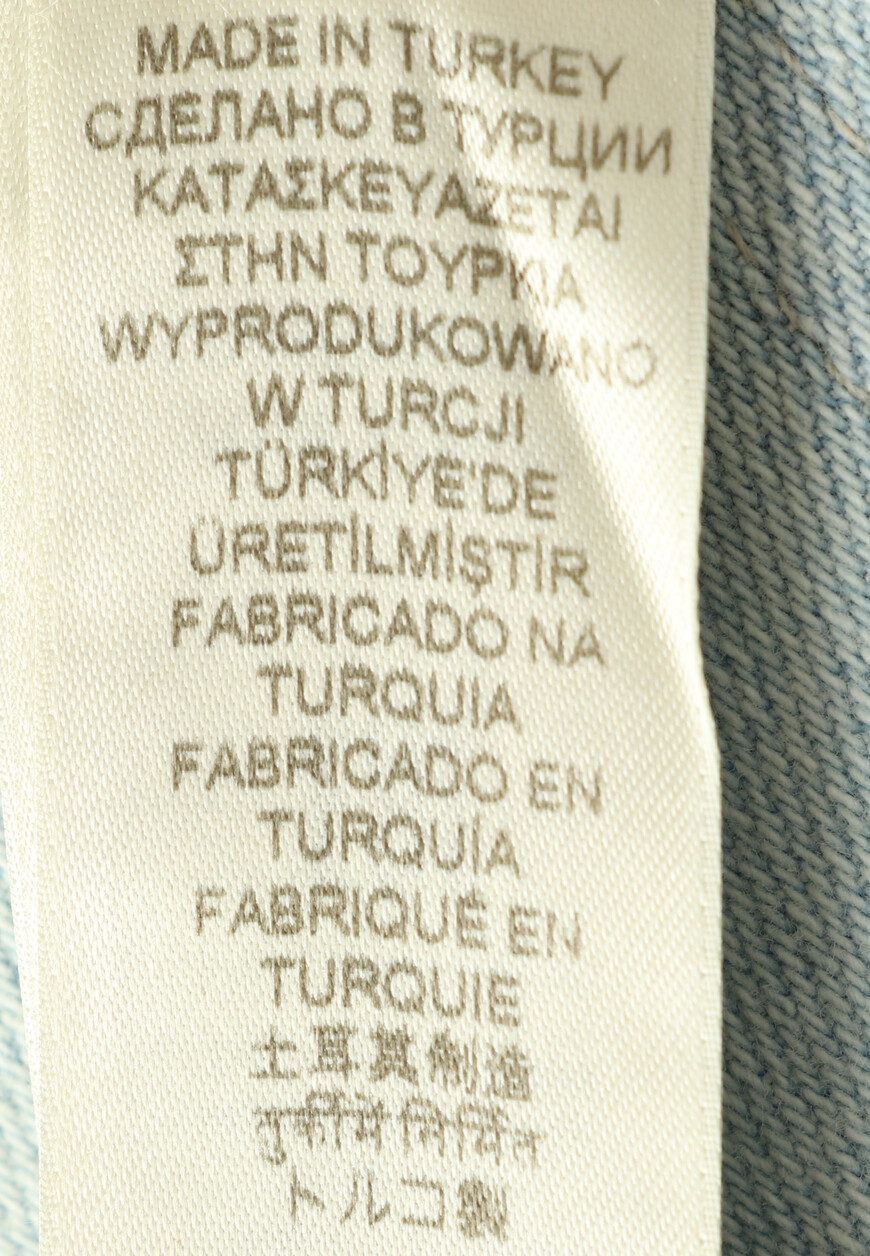 MADE IN TURKEY
СДЕЛАНО В ТУРЦИИ
ΚΑΤΑΣΚΕΥΑΖΕΤΑΙ
ΣΤΗΝ ΤΟΥΡΚΙΑ
WYPRODUKOWANO
W TURCJI
TÜRKİYE'DE
ÜRETİLMİŞTİR
FABRICADO NA
TURQUIA
FABRICADO EN
TURQUÍA
FABRIQUÉ EN
TURQUIE
土耳其制造
तुर्की में निर्मित
トルコ製